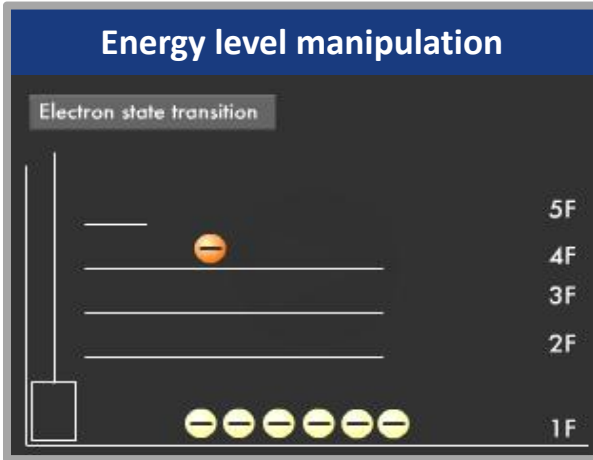 Energy level manipulation
Electron state transition
5F
4F
3F
2F
1F